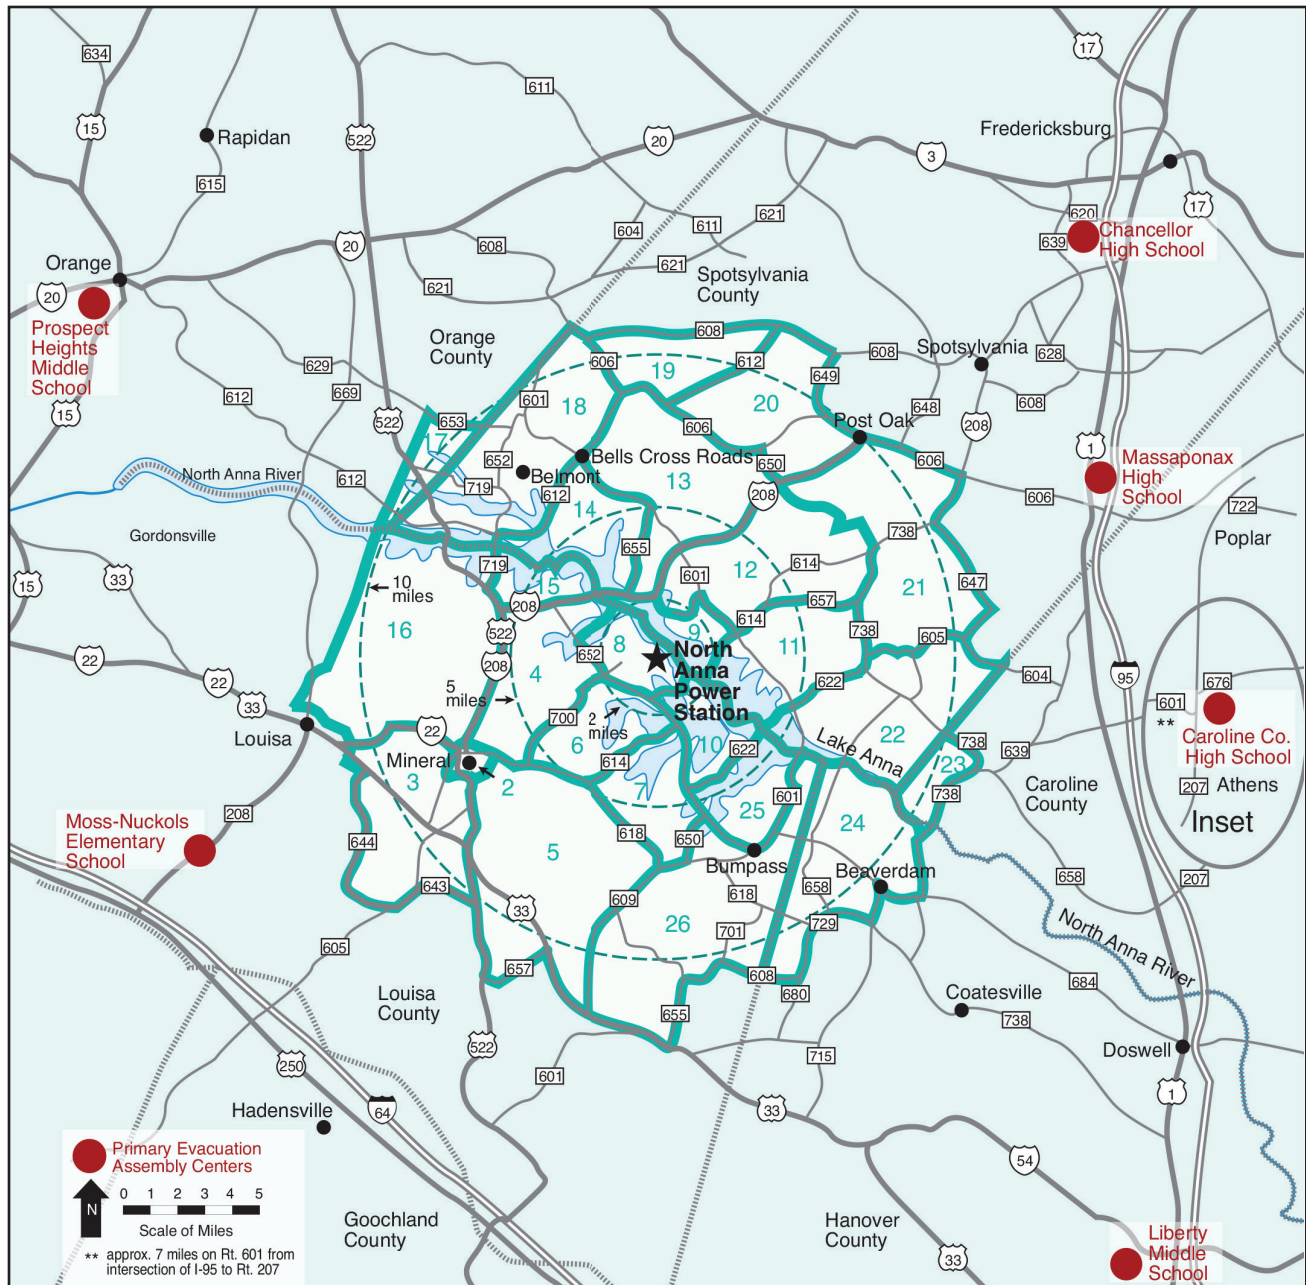 17
634
611
15
Rapidan
522
20
3
Fredericksburg
615
17
621
620
604
611
Chancellor
High School
639
20
608
621
Spotsylvania
County
Orange
20
621
Prospect
Heights
Middle
School
Orange
County
608
606
612
608
Spotsylvania
628
629
19
649
15
612
669
522
653
601
18
20
648
608
208
Post Oak
17
606
1
652
Bells Cross Roads
650
606
Massaponax
High
School
North Anna River
612
719
Belmont
612
13
208
606
722
Gordonsville
14
738
Poplar
655
15
33
719
10
miles
15
601
12
614
21
647
16
208
657
522
614
738
605
8
9
11
22
22
208
652
North
Anna
Power
Station
604
95
676
4
622
601
**
5
miles
33
Caroline Co.
High School
Louisa
22
700
2
miles
6
Lake Anna
22
738
639
10
622
Mineral
614
23
207
Athens
3
2
7
601
738
Caroline
County
Inset
208
25
Moss-Nuckols
Elementary
School
644
618
650
24
5
Bumpass
Beaverdam
658
207
643
609
618
658
33
26
729
701
North Anna River
605
657
608
684
Louisa
County
680
Coatesville
655
738
522
Doswell
715
250
601
1
64
33
Hadensville
Primary Evacuation
Assembly Centers
54
N
0 1 2 3 4 5
Scale of Miles
Goochland
County
Hanover
County
Liberty
Middle
School
33
** approx. 7 miles on Rt. 601 from
intersection of I-95 to Rt. 207